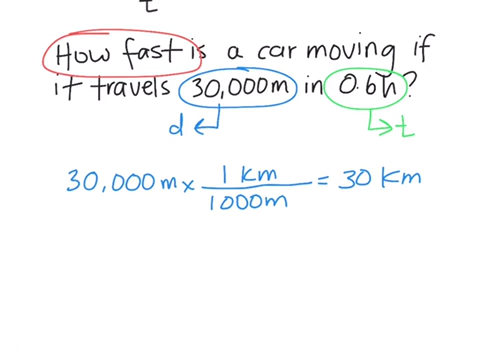 t
How fast is a car moving if
it travels 30,000m in 0.6h?
d t
30,000 m x 1 Km / 1000m = 30 Km